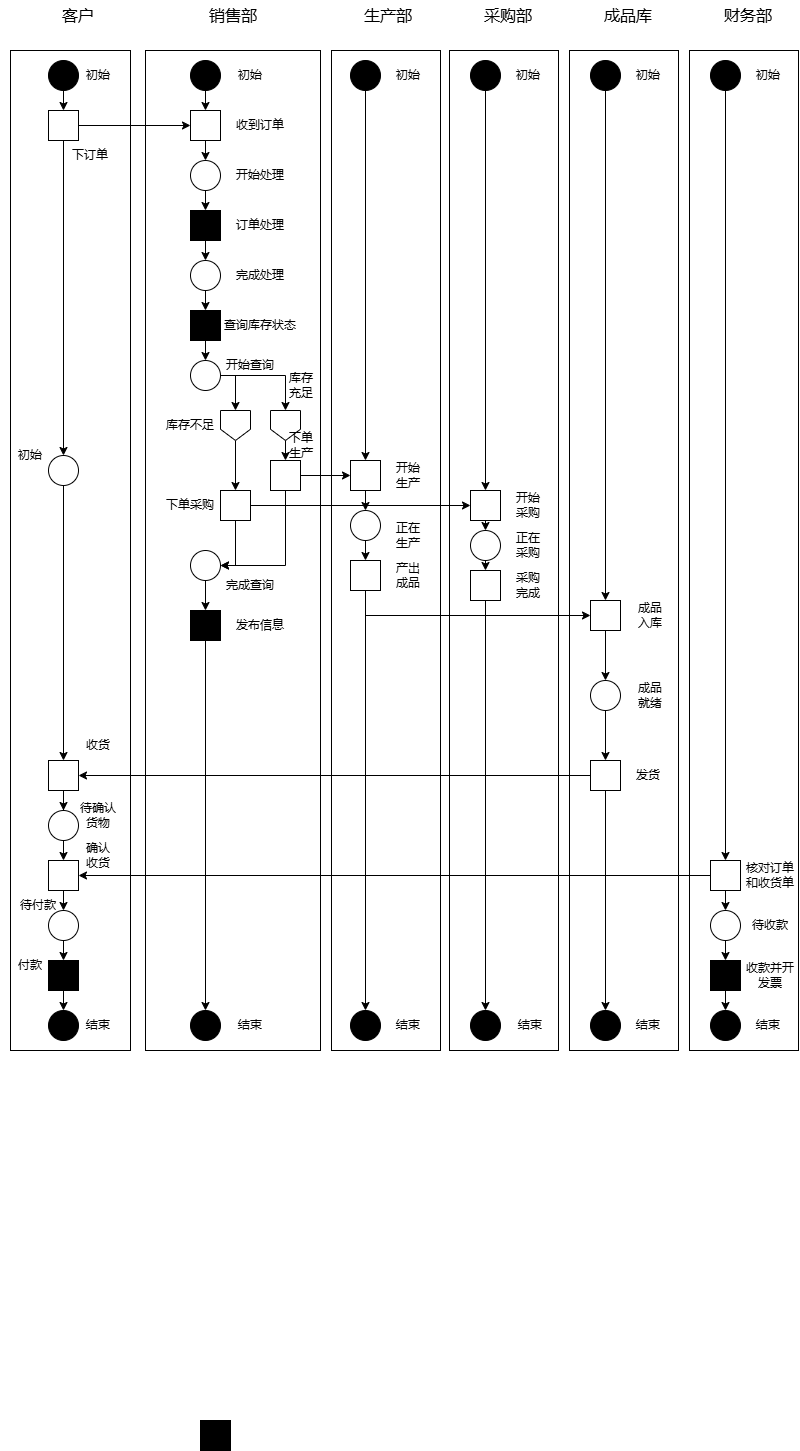 客户
销售部
生产部
采购部
成品库
财务部
初始
初始
初始
初始
初始
初始
收到订单
下订单
开始处理
订单处理
完成处理
查询库存状态
开始查询
库存
充足
库存不足
下单
生产
初始
开始
生产
下单采购
开始
采购
正在
生产
正在
采购
产出
成品
采购
完成
完成查询
成品
入库
发布信息
成品
就绪
收货
发货
待确认
货物
确认
收货
核对订单
和收货单
待付款
待收款
付款
收款并开
发票
结束
结束
结束
结束
结束
结束